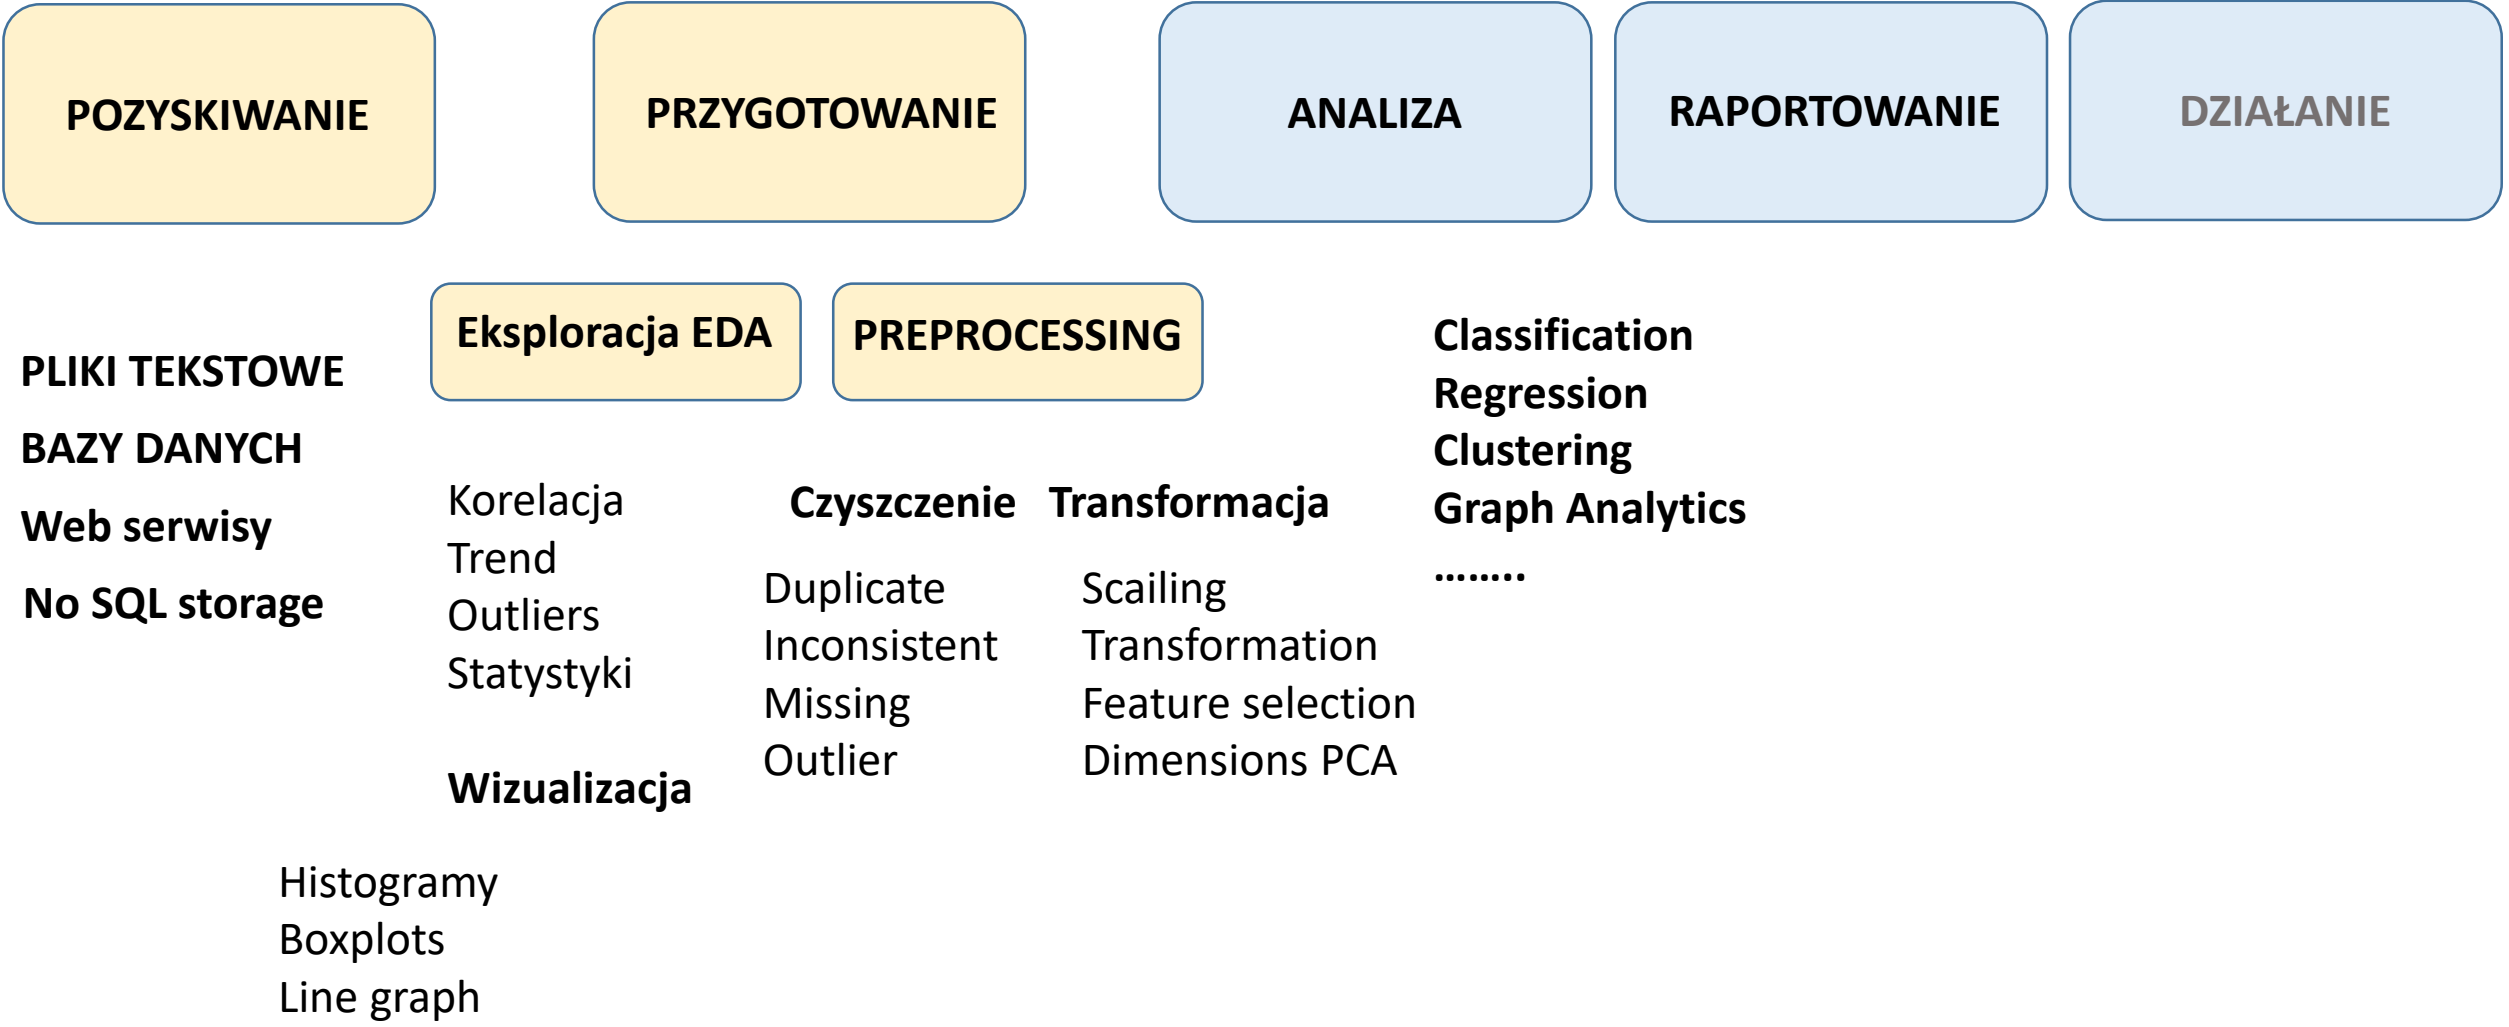 POZYSKIWANIE
PRZYGOTOWANIE
ANALIZA
RAPORTOWANIE
DZIAŁANIE
PLIKI TEKSTOWE
BAZY DANYCH
Web serwisy
No SQL storage
Eksploracja EDA
Korelacja
Trend
Outliers
Statystyki
Wizualizacja
Histogramy
Boxplots
Line graph
PREPROCESSING
Czyszczenie
Duplicate
Inconsistent
Missing
Outlier
Transformacja
Scailing
Transformation
Feature selection
Dimensions PCA
Classification
Regression
Clustering
Graph Analytics
……..